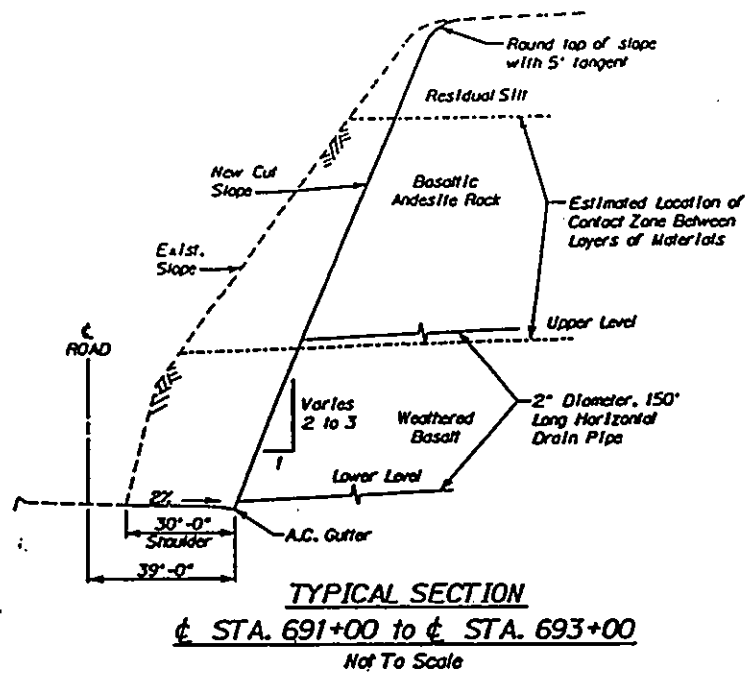 Round top of slope
with 5' tangent
Residual Silt
New Cut
Slope
Basaltic
Andesite Rock
Estimated Location of
Contact Zone Between
Layers of Materials
Exist.
Slope
Upper Level
℄
ROAD
Varies
2 to 3
1
Weathered
Basalt
2" Diameter, 150'
Long Horizontal
Drain Pipe
Lower Level
2%
30'-0"
Shoulder
A.C. Gutter
39'-0"
TYPICAL SECTION
℄ STA. 691+00 to ℄ STA. 693+00
Not To Scale